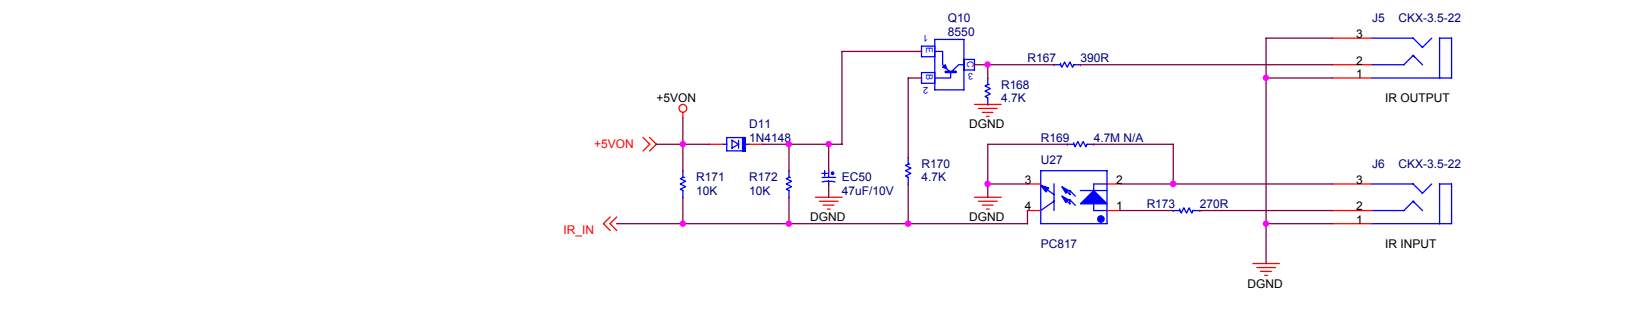 Q10
8550
1
E
B
2
C
3
J5 CKX-3.5-22
3
2
1
IR OUTPUT
R167 390R
R168
4.7K
DGND
+5VON
+5VON
D11
1N4148
R171
10K
R172
10K
EC50
47uF/10V
DGND
R170
4.7K
R169 4.7M N/A
U27
3
4
2
1
PC817
DGND
R173 270R
J6 CKX-3.5-22
3
2
1
IR INPUT
IR_IN
DGND